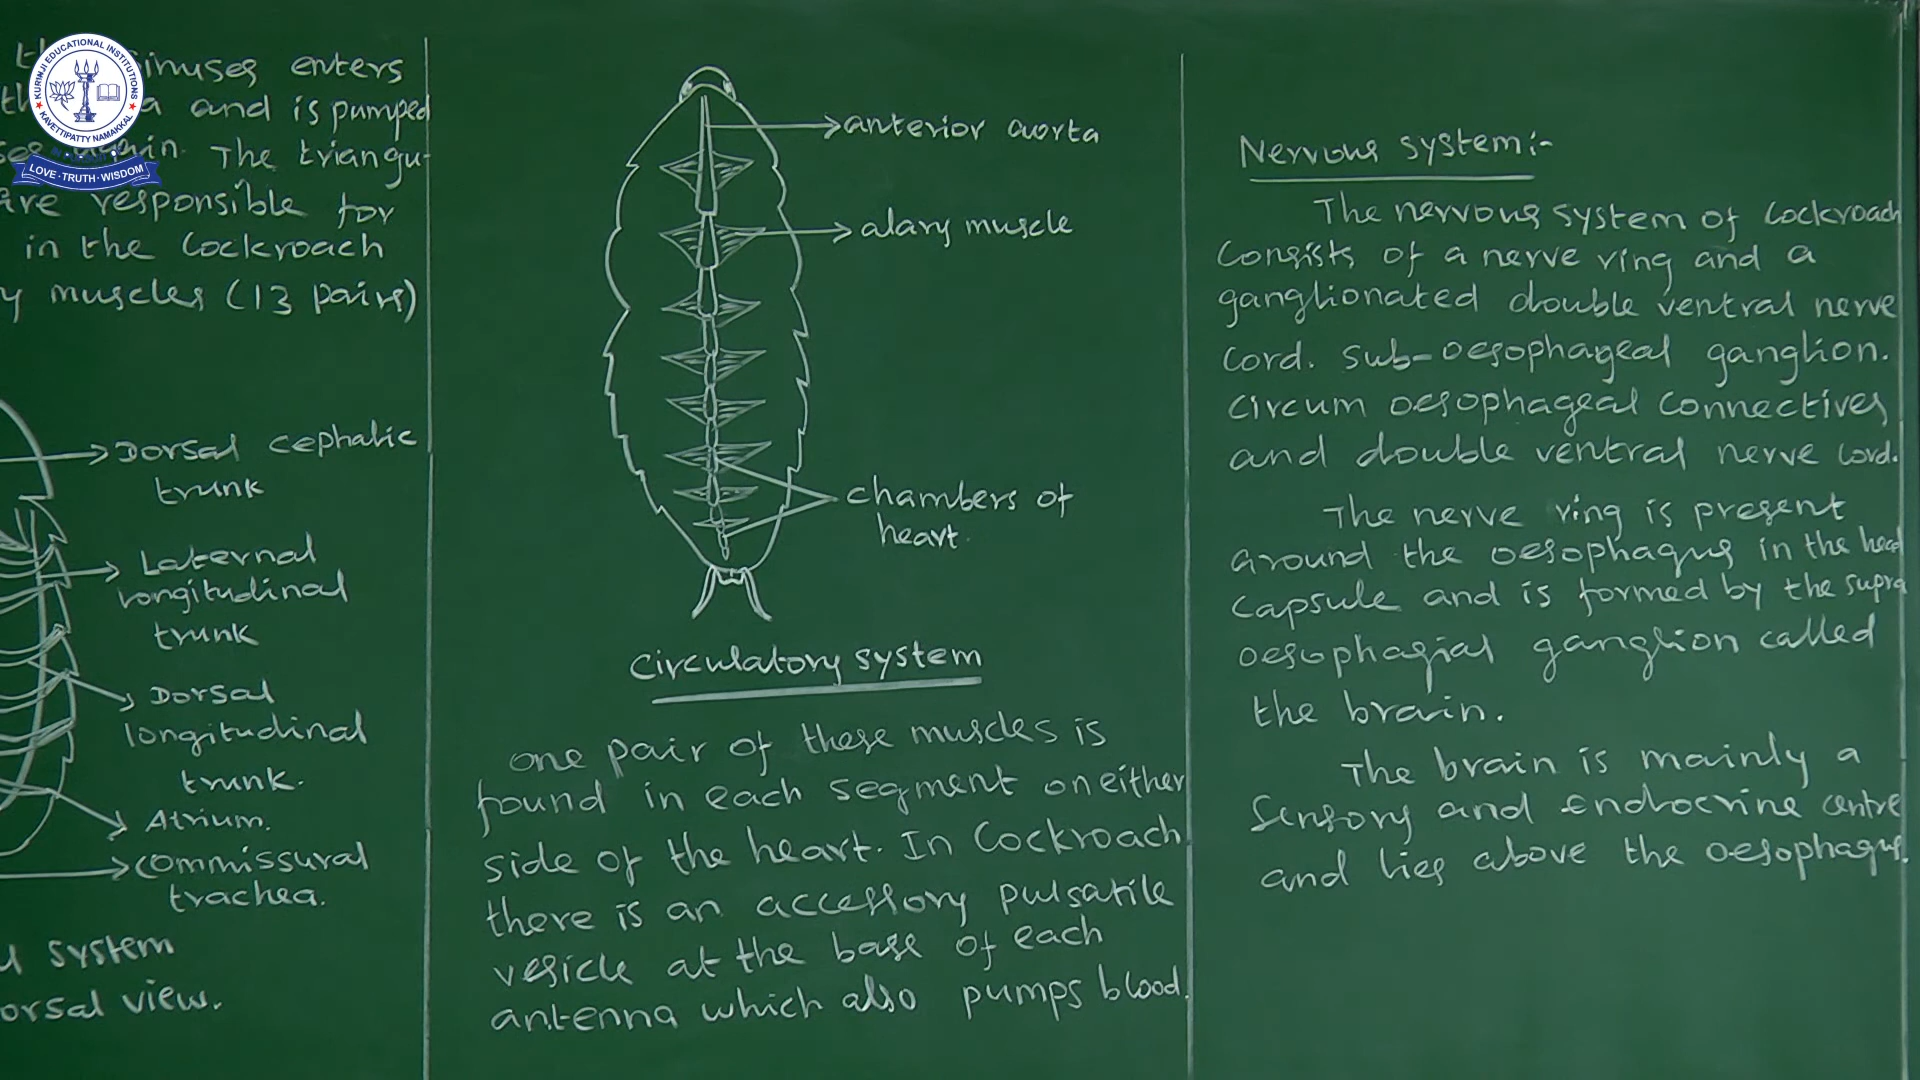 KURINJI EDUCATIONAL INSTITUTIONS
KAVETTIPATTY NAMAKKAL
LOVE · TRUTH · WISDOM
sinuses enters
and is pumped
The triangu-
are responsible for
in the Cockroach
y muscles (13 pairs)
Dorsal cephalic
trunk
Laternal
longitudinal
trunk
Dorsal
longitudinal
trunk.
Atrium.
commissural
trachea.
system
orsal view.
anterior aorta
alary muscle
chambers of
heart.
Circulatory system
one pair of these muscles is
found in each segment on either
side of the heart. In Cockroach
there is an accessory pulsatile
vesicle at the base of each
antenna which also pumps blood.
Nervous system:-
The nervous system of Cockroach
Consists of a nerve ring and a
ganglionated double ventral nerve
Cord. Sub-oesophageal ganglion.
circum oesophageal connectives
and double ventral nerve cord.
The nerve ring is present
around the oesophagus in the head
capsule and is formed by the supra
oesophagial ganglion called
the brain.
The brain is mainly a
Sensory and endocrine centre
and lies above the oesophagus.